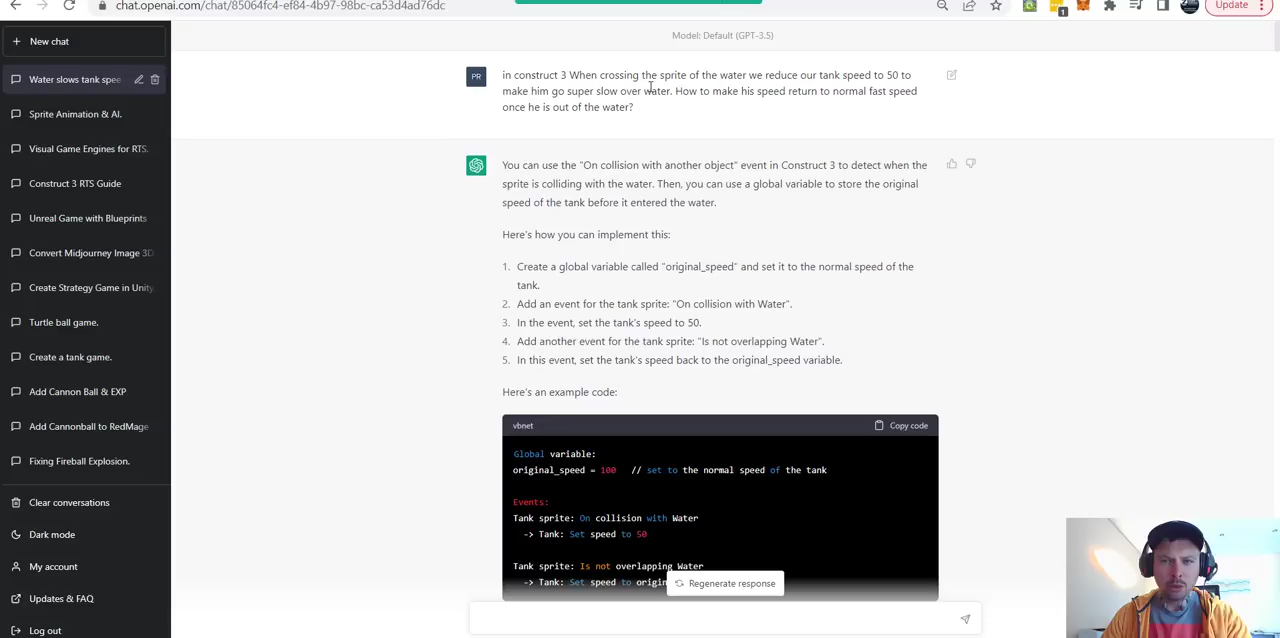 chat.openai.com/chat/85064fc4-ef84-4b97-98bc-ca53d4ad76dc
1
Update
New chat
Water slows tank spee
Sprite Animation & AI.
Visual Game Engines for RTS.
Construct 3 RTS Guide
Unreal Game with Blueprints
Convert Midjourney Image 3D
Create Strategy Game in Unity
Turtle ball game.
Create a tank game.
Add Cannon Ball & EXP
Add Cannonball to RedMage
Fixing Fireball Explosion.
Clear conversations
Dark mode
My account
Updates & FAQ
Log out
Model: Default (GPT-3.5)
PR
in construct 3 When crossing the sprite of the water we reduce our tank speed to 50 to
make him go super slow over water. How to make his speed return to normal fast speed
once he is out of the water?
You can use the "On collision with another object" event in Construct 3 to detect when the
sprite is colliding with the water. Then, you can use a global variable to store the original
speed of the tank before it entered the water.
Here's how you can implement this:
1. Create a global variable called "original_speed" and set it to the normal speed of the
tank.
2. Add an event for the tank sprite: "On collision with Water".
3. In the event, set the tank's speed to 50.
4. Add another event for the tank sprite: "Is not overlapping Water".
5. In this event, set the tank's speed back to the original_speed variable.
Here's an example code:
vbnet
Copy code
Global variable:
original_speed = 100 // set to the normal speed of the tank
Events:
Tank sprite: On collision with Water
-> Tank: Set speed to 50
Tank sprite: Is not overlapping Water
-> Tank: Set speed to origin
Regenerate response